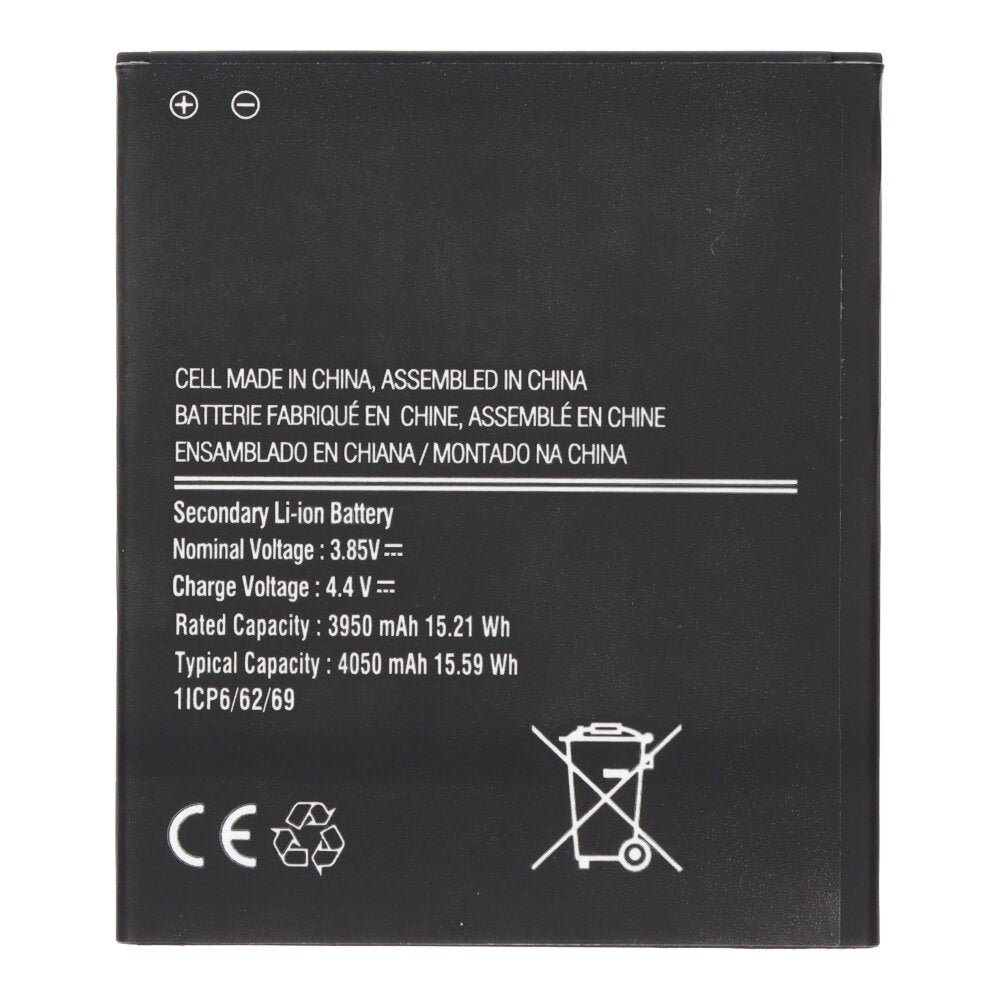 CELL MADE IN CHINA, ASSEMBLED IN CHINA
BATTERIE FABRIQUÉ EN CHINE, ASSEMBLÉ EN CHINE
ENSAMBLADO EN CHIANA / MONTADO NA CHINA
Secondary Li-ion Battery
Nominal Voltage : 3.85V⎓
Charge Voltage : 4.4 V⎓
Rated Capacity : 3950 mAh 15.21 Wh
Typical Capacity : 4050 mAh 15.59 Wh
1ICP6/62/69
CE